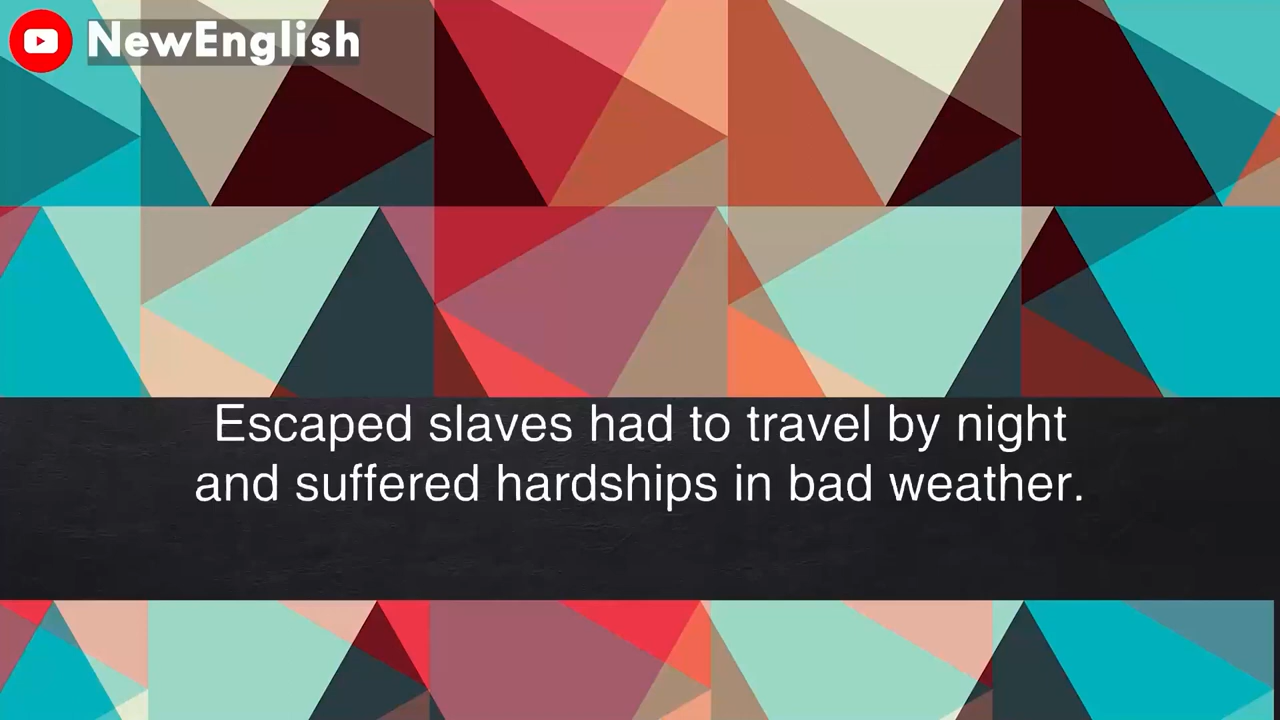 NewEnglish
Escaped slaves had to travel by night
and suffered hardships in bad weather.